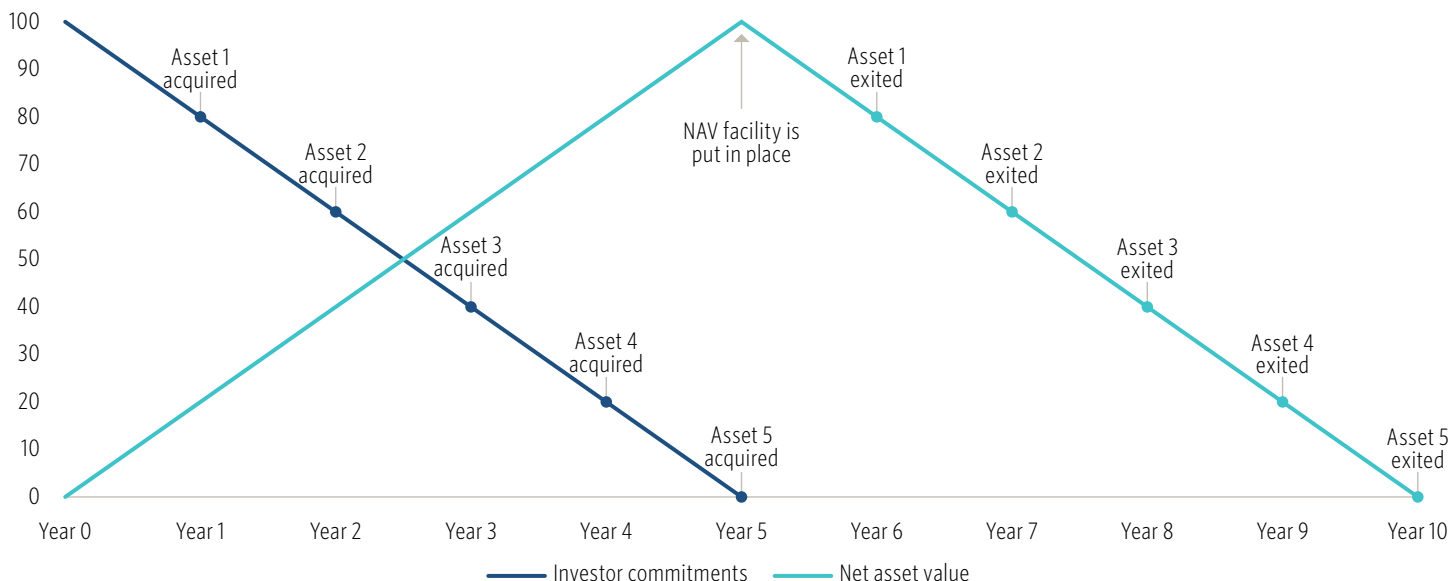 100
90
80
70
60
50
40
30
20
10
0
Asset 1
acquired
Asset 2
acquired
Asset 3
acquired
Asset 4
acquired
Asset 5
acquired
NAV facility is
put in place
Asset 1
exited
Asset 2
exited
Asset 3
exited
Asset 4
exited
Asset 5
exited
Year 0 Year 1 Year 2 Year 3 Year 4 Year 5 Year 6 Year 7 Year 8 Year 9 Year 10
Investor commitments Net asset value